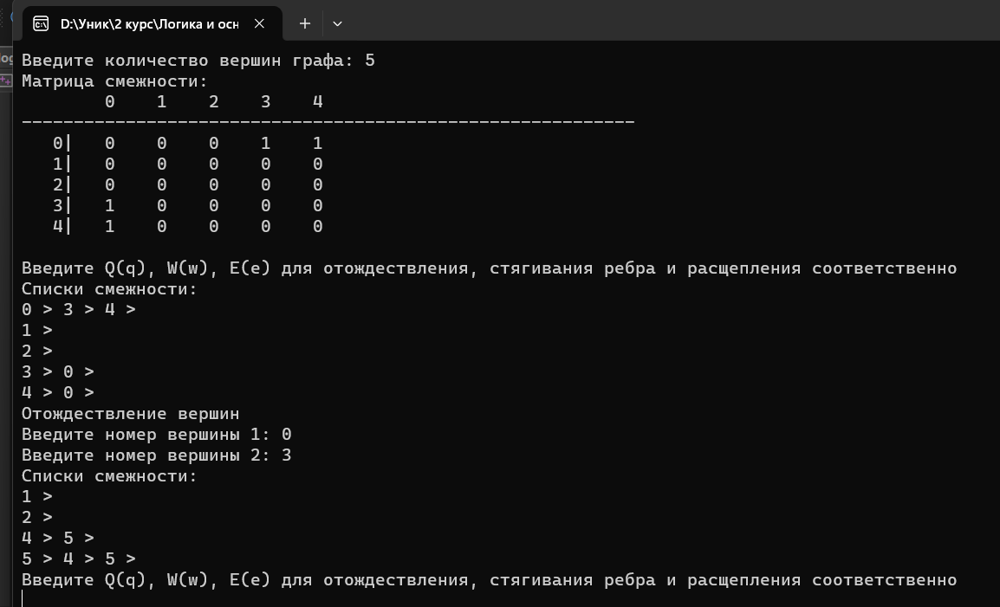 D:\Уник\2 курс\Логика и осн
Введите количество вершин графа: 5
Матрица смежности:
0 1 2 3 4
-----------------------------------------------------------
0| 0 0 0 1 1
1| 0 0 0 0 0
2| 0 0 0 0 0
3| 1 0 0 0 0
4| 1 0 0 0 0
Введите Q(q), W(w), E(e) для отождествления, стягивания ребра и расщепления соответственно
Списки смежности:
0 > 3 > 4 >
1 >
2 >
3 > 0 >
4 > 0 >
Отождествление вершин
Введите номер вершины 1: 0
Введите номер вершины 2: 3
Списки смежности:
1 >
2 >
4 > 5 >
5 > 4 > 5 >
Введите Q(q), W(w), E(e) для отождествления, стягивания ребра и расщепления соответственно